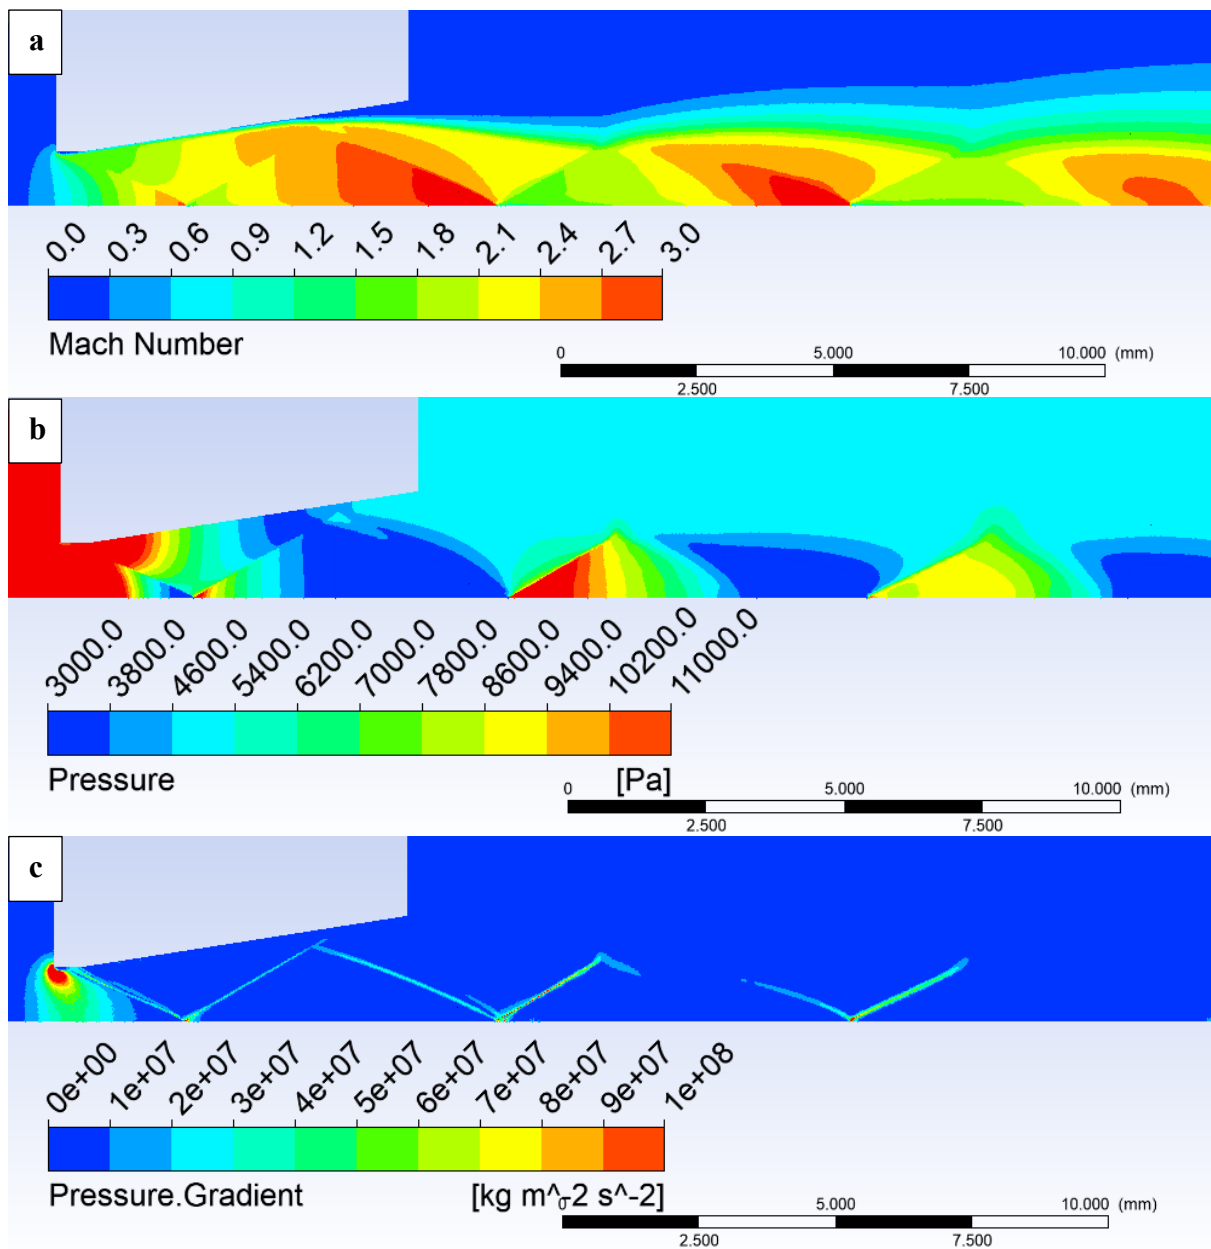 a
0.0 0.3 0.6 0.9 1.2 1.5 1.8 2.1 2.4 2.7 3.0
Mach Number
0 5.000 10.000 (mm)
2.500 7.500
b
3000.0 3800.0 4600.0 5400.0 6200.0 7000.0 7800.0 8600.0 9400.0 10200.0 11000.0
Pressure [Pa]
0 5.000 10.000 (mm)
2.500 7.500
c
0e+00 1e+07 2e+07 3e+07 4e+07 5e+07 6e+07 7e+07 8e+07 9e+07 1e+08
Pressure.Gradient [kg m^-2 s^-2]
0 5.000 10.000 (mm)
2.500 7.500